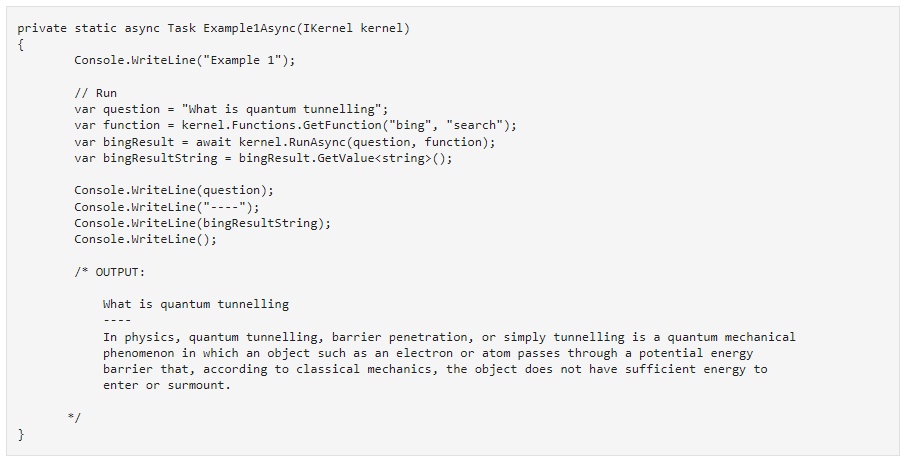 private static async Task Example1Async(IKernel kernel)
{
        Console.WriteLine("Example 1");

        // Run
        var question = "What is quantum tunnelling";
        var function = kernel.Functions.GetFunction("bing", "search");
        var bingResult = await kernel.RunAsync(question, function);
        var bingResultString = bingResult.GetValue<string>();

        Console.WriteLine(question);
        Console.WriteLine("----");
        Console.WriteLine(bingResultString);
        Console.WriteLine();

        /* OUTPUT:

            What is quantum tunnelling
            ----
            In physics, quantum tunnelling, barrier penetration, or simply tunnelling is a quantum mechanical
            phenomenon in which an object such as an electron or atom passes through a potential energy
            barrier that, according to classical mechanics, the object does not have sufficient energy to
            enter or surmount.

       */
}